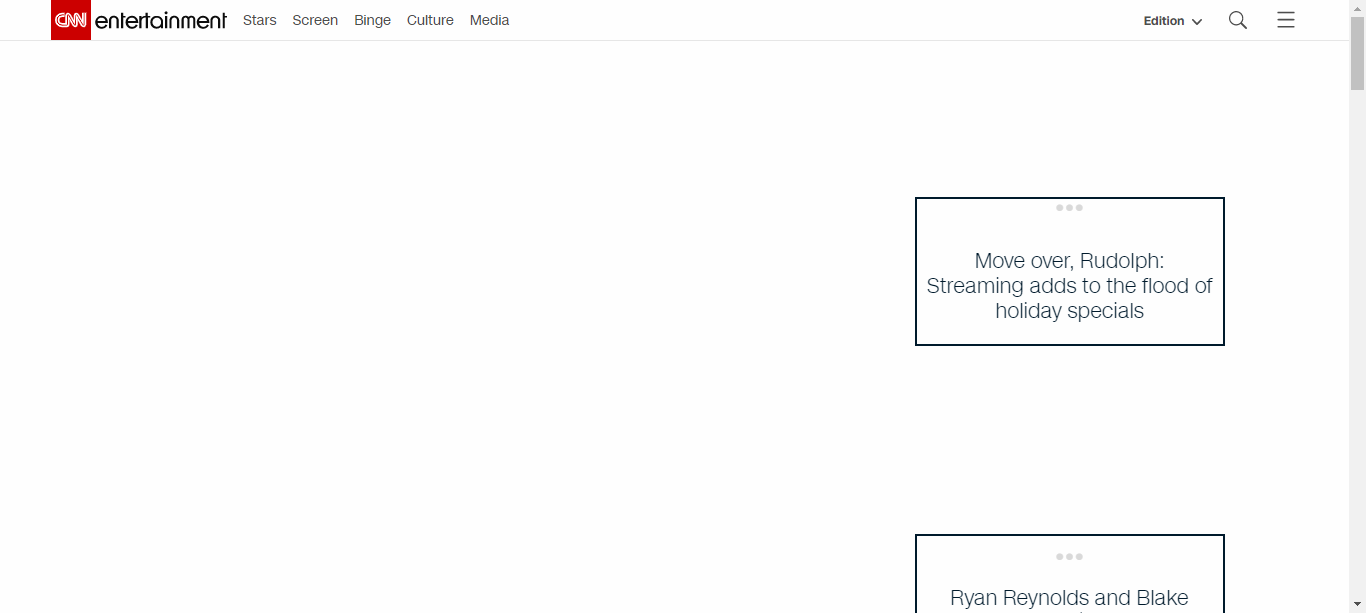 CNN entertainment Stars Screen Binge Culture Media Edition
Move over, Rudolph:
Streaming adds to the flood of
holiday specials
Ryan Reynolds and Blake